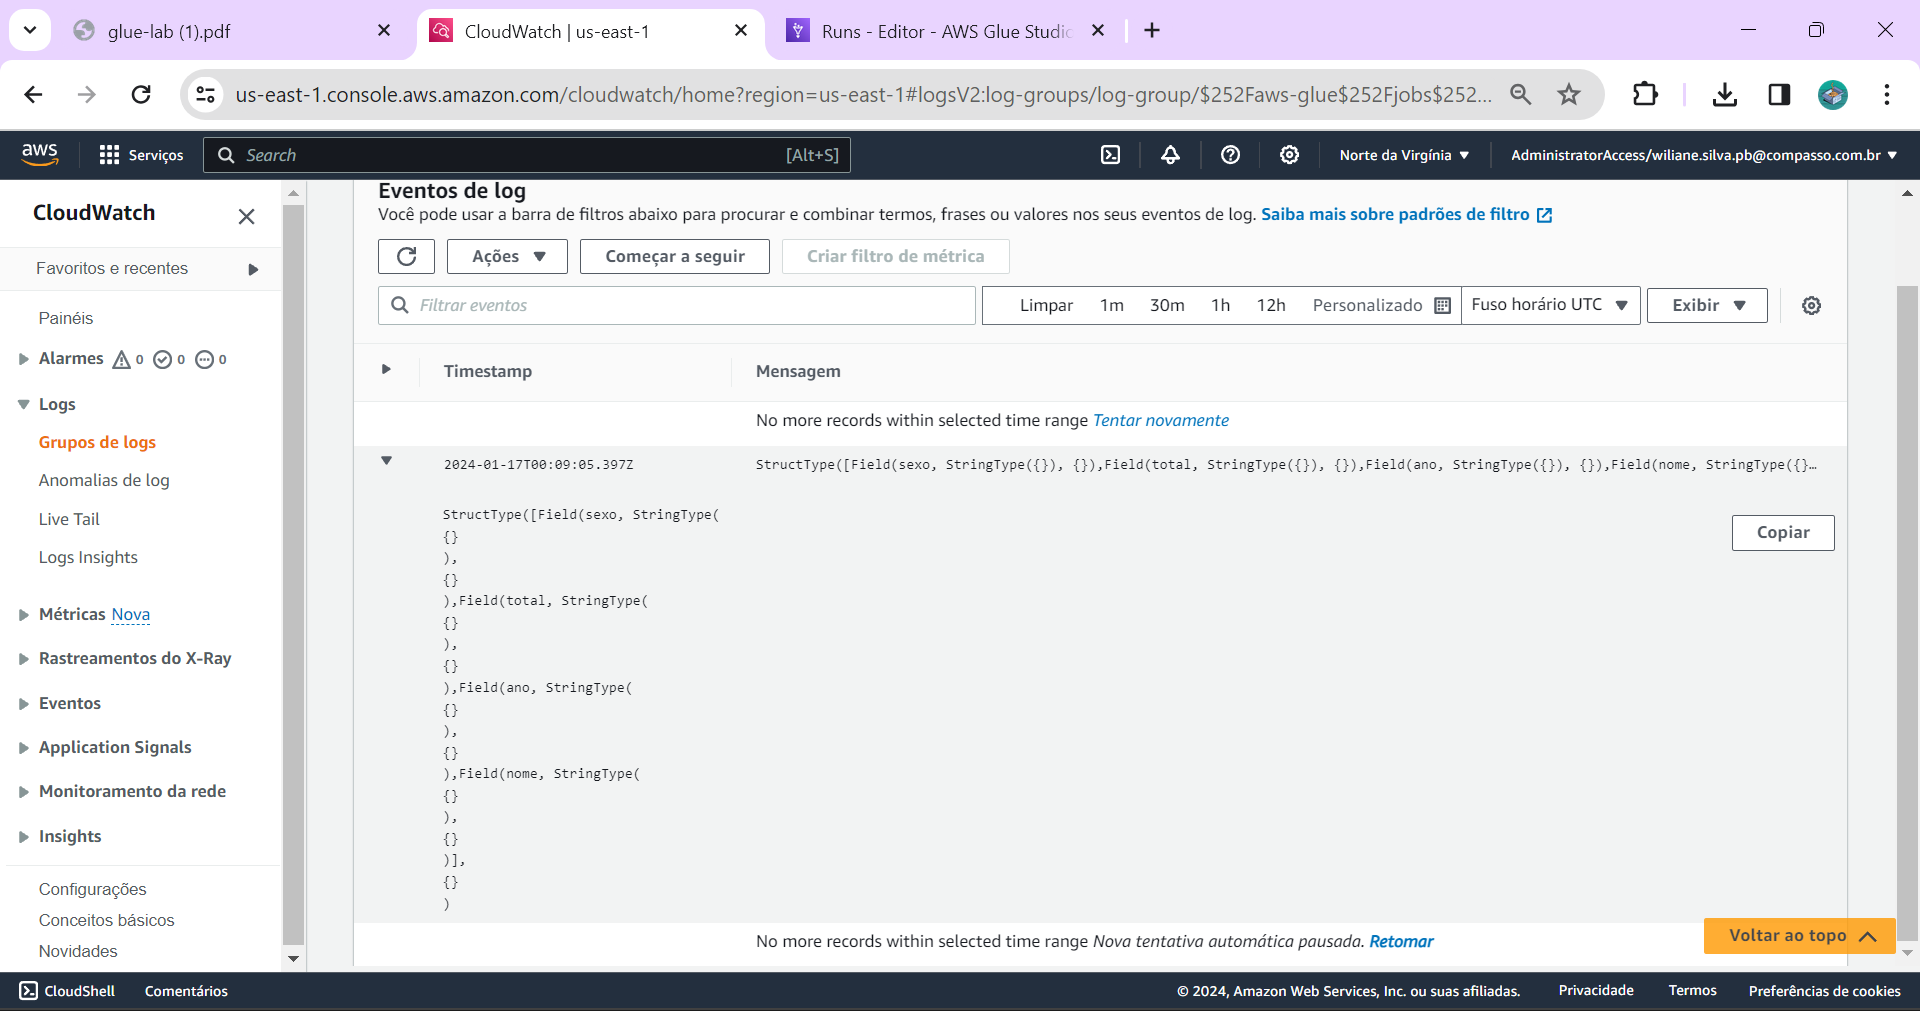 glue-lab (1).pdf
CloudWatch | us-east-1
Runs - Editor - AWS Glue Studio
us-east-1.console.aws.amazon.com/cloudwatch/home?region=us-east-1#logsV2:log-groups/log-group/$252Faws-glue$252Fjobs$252...
aws
Serviços
Search
[Alt+S]
Norte da Virgínia
AdministratorAccess/wiliane.silva.pb@compasso.com.br
CloudWatch
Favoritos e recentes
Painéis
Alarmes 0 0 0
Logs
Grupos de logs
Anomalias de log
Live Tail
Logs Insights
Métricas Nova
Rastreamentos do X-Ray
Eventos
Application Signals
Monitoramento da rede
Insights
Configurações
Conceitos básicos
Novidades
Eventos de log
Você pode usar a barra de filtros abaixo para procurar e combinar termos, frases ou valores nos seus eventos de log. Saiba mais sobre padrões de filtro
Ações
Começar a seguir
Criar filtro de métrica
Filtrar eventos
Limpar 1m 30m 1h 12h Personalizado
Fuso horário UTC
Exibir
Timestamp
Mensagem
No more records within selected time range Tentar novamente
2024-01-17T00:09:05.397Z
StructType([Field(sexo, StringType({}), {}),Field(total, StringType({}), {}),Field(ano, StringType({}), {}),Field(nome, StringType({}…
StructType([Field(sexo, StringType(
{}
),
{}
),Field(total, StringType(
{}
),
{}
),Field(ano, StringType(
{}
),
{}
),Field(nome, StringType(
{}
),
{}
)],
{}
)
Copiar
No more records within selected time range Nova tentativa automática pausada. Retomar
Voltar ao topo
CloudShell
Comentários
© 2024, Amazon Web Services, Inc. ou suas afiliadas.
Privacidade
Termos
Preferências de cookies